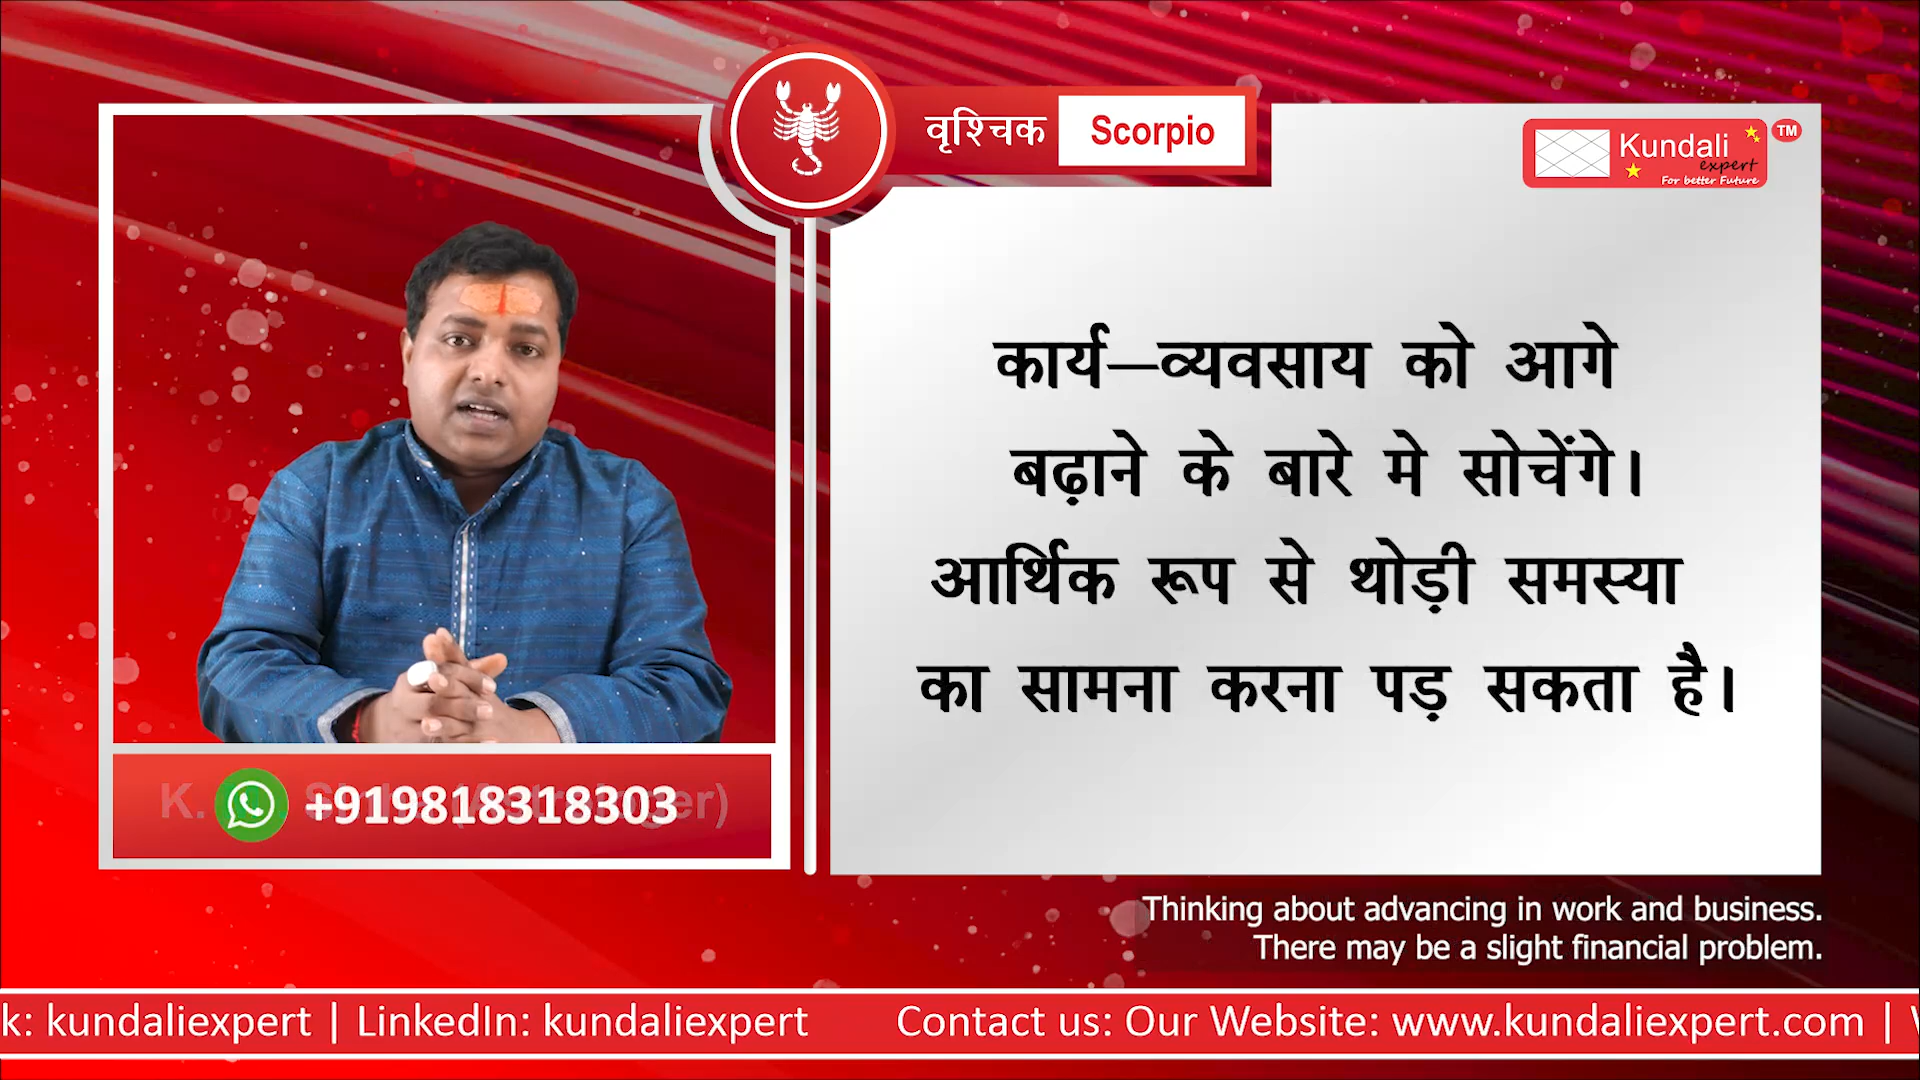 वृश्चिक Scorpio
Kundali
expert
For better Future
TM
कार्य–व्यवसाय को आगे
बढ़ाने के बारे मे सोचेंगे।
आर्थिक रूप से थोड़ी समस्या
का सामना करना पड़ सकता है।
+919818318303
Thinking about advancing in work and business.
There may be a slight financial problem.
k: kundaliexpert | LinkedIn: kundaliexpert Contact us: Our Website: www.kundaliexpert.com |